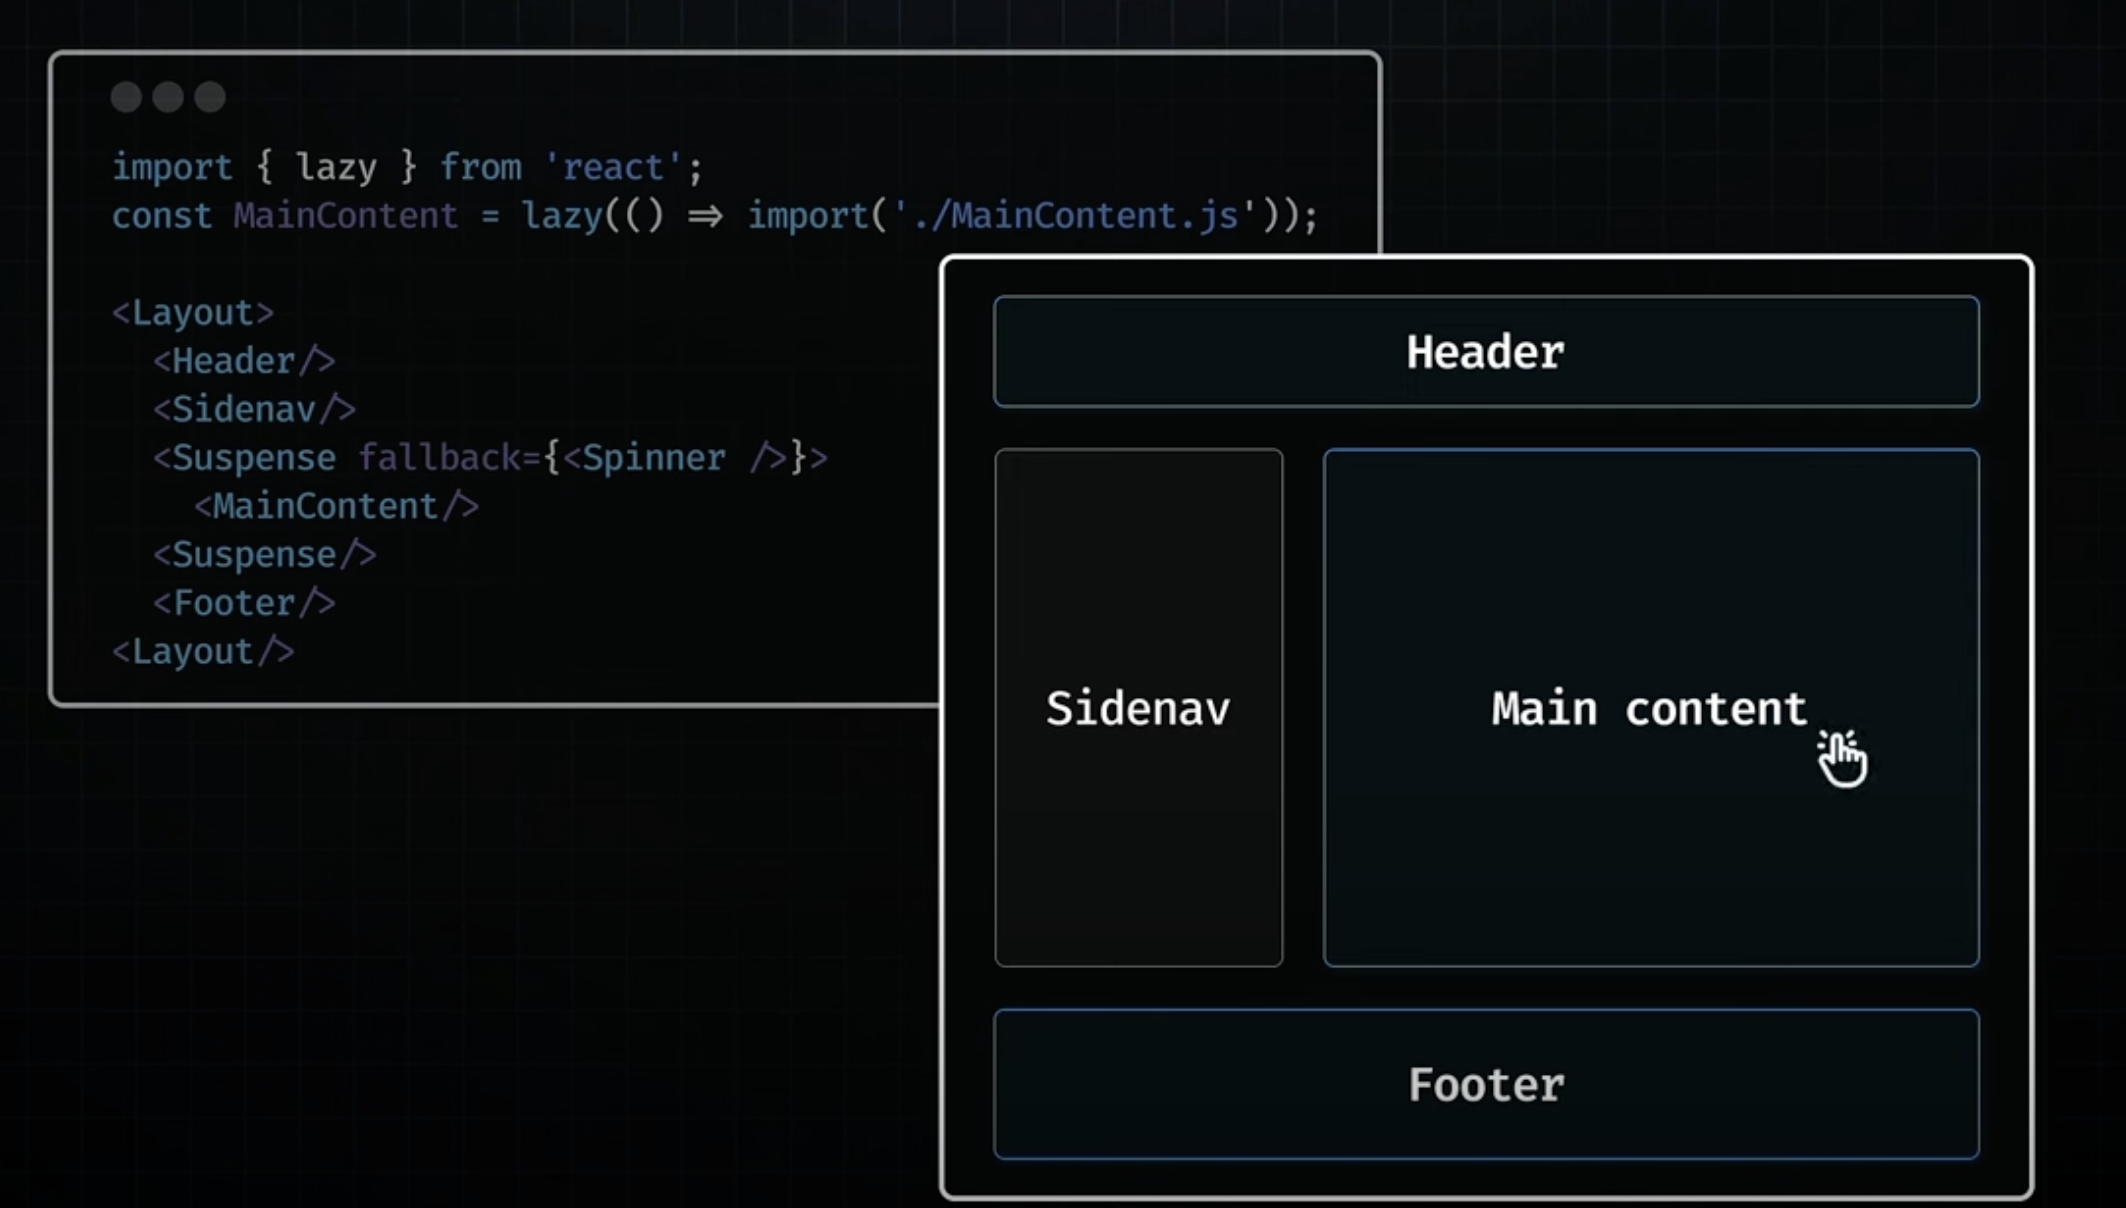 import { lazy } from 'react';
const MainContent = lazy(() => import('./MainContent.js'));
<Layout>
<Header/>
<Sidenav/>
<Suspense fallback={<Spinner />}>
<MainContent/>
<Suspense/>
<Footer/>
<Layout/>
Header
Sidenav
Main content
Footer